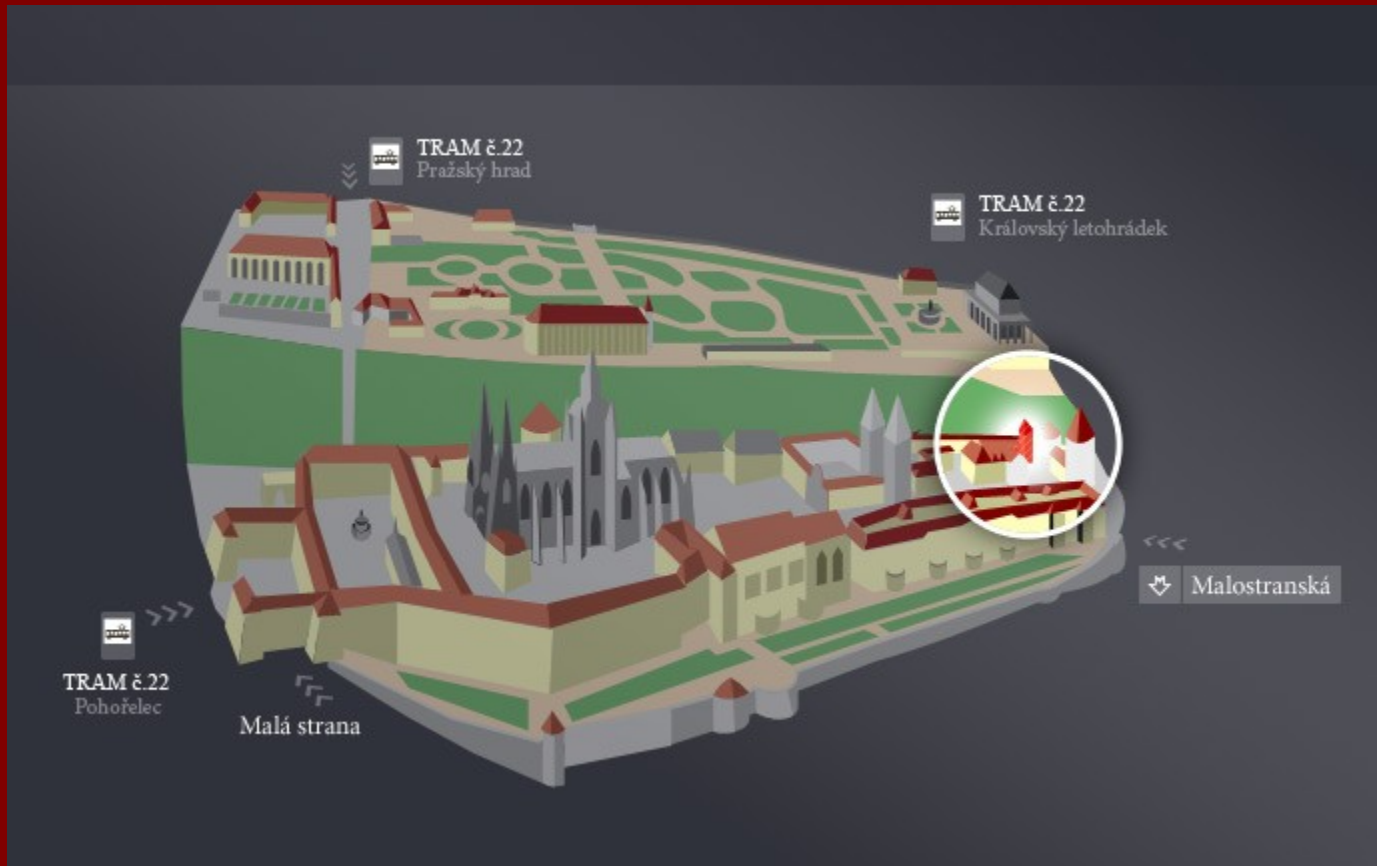 TRAM č.22
Pražský hrad
TRAM č.22
Královský letohrádek
Malostranská
TRAM č.22
Pohořelec
Malá strana